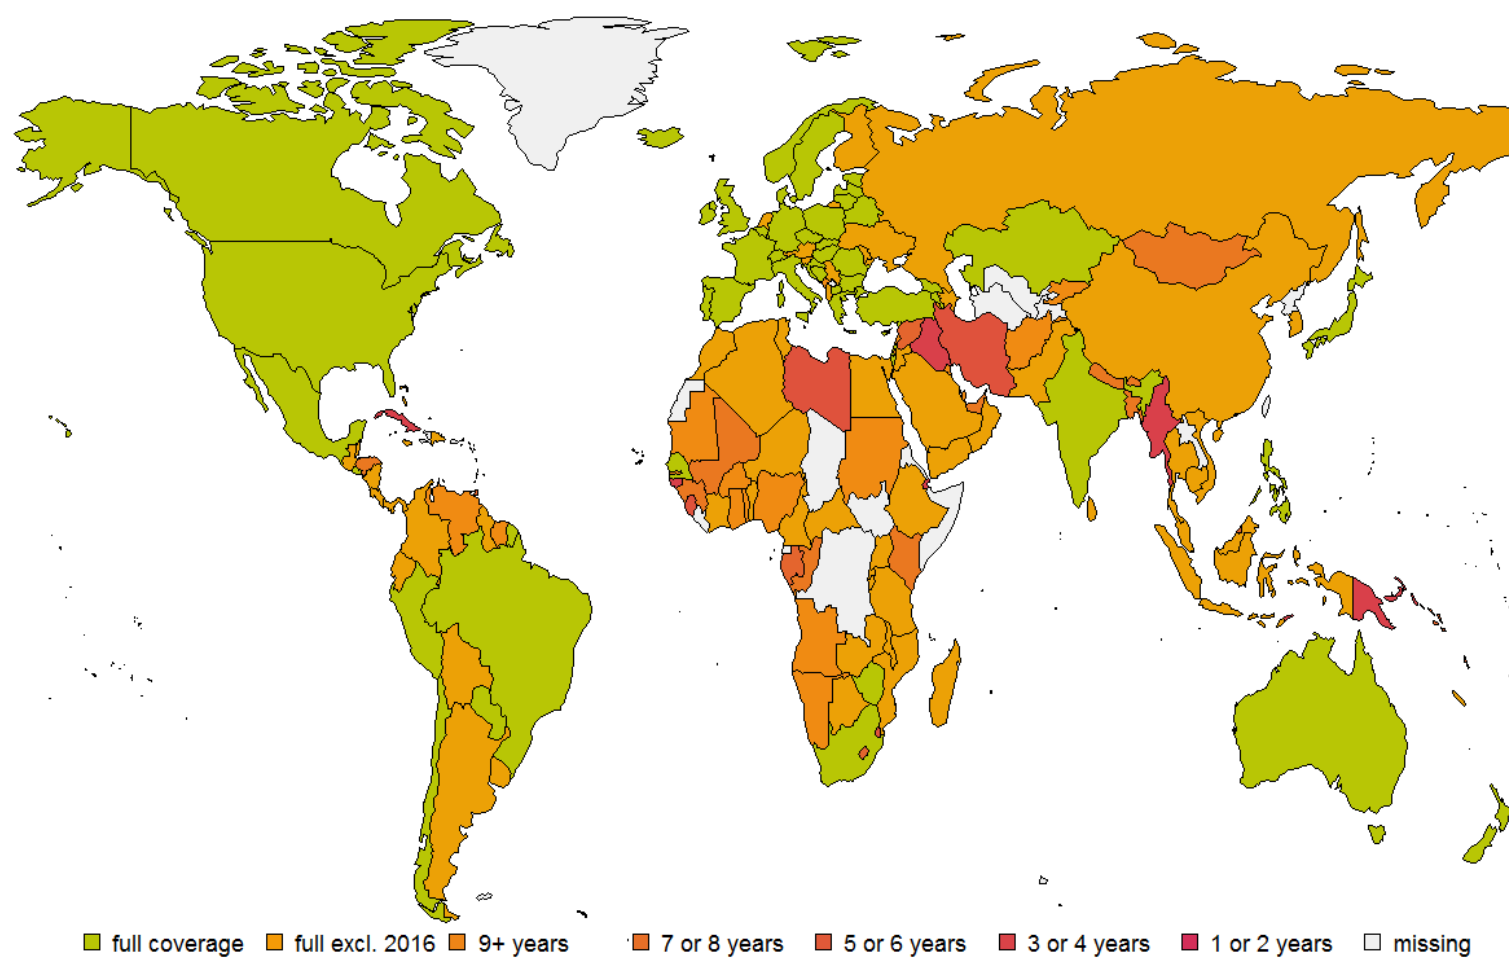 full coverage full excl. 2016 9+ years 7 or 8 years 5 or 6 years 3 or 4 years 1 or 2 years missing